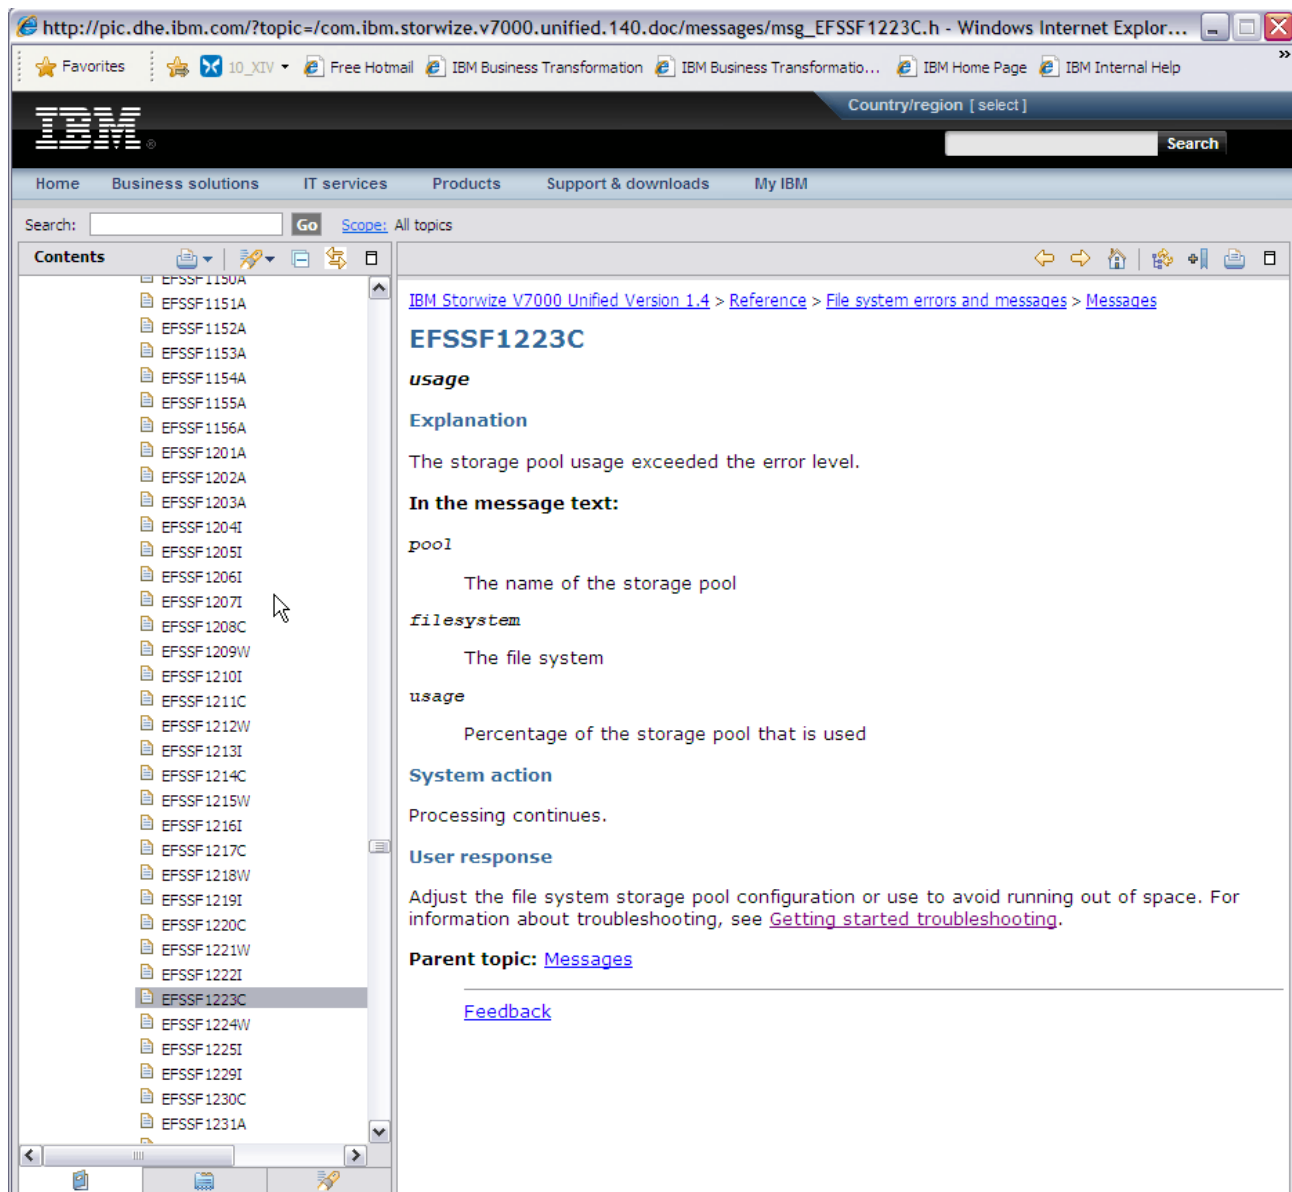 http://pic.dhe.ibm.com/?topic=/com.ibm.storwize.v7000.unified.140.doc/messages/msg_EFSSF1223C.h - Windows Internet Explor...
Favorites 10_XIV Free Hotmail IBM Business Transformation IBM Business Transformatio... IBM Home Page IBM Internal Help »
Country/region [ select ]
IBM ®
Search
Home Business solutions IT services Products Support & downloads My IBM
Search: Go Scope: All topics
Contents
EFSSF1150A
EFSSF1151A
EFSSF1152A
EFSSF1153A
EFSSF1154A
EFSSF1155A
EFSSF1156A
EFSSF1201A
EFSSF1202A
EFSSF1203A
EFSSF1204I
EFSSF1205I
EFSSF1206I
EFSSF1207I
EFSSF1208C
EFSSF1209W
EFSSF1210I
EFSSF1211C
EFSSF1212W
EFSSF1213I
EFSSF1214C
EFSSF1215W
EFSSF1216I
EFSSF1217C
EFSSF1218W
EFSSF1219I
EFSSF1220C
EFSSF1221W
EFSSF1222I
EFSSF1223C
EFSSF1224W
EFSSF1225I
EFSSF1229I
EFSSF1230C
EFSSF1231A
IBM Storwize V7000 Unified Version 1.4 > Reference > File system errors and messages > Messages
EFSSF1223C
usage
Explanation
The storage pool usage exceeded the error level.
In the message text:
pool
The name of the storage pool
filesystem
The file system
usage
Percentage of the storage pool that is used
System action
Processing continues.
User response
Adjust the file system storage pool configuration or use to avoid running out of space. For
information about troubleshooting, see Getting started troubleshooting.
Parent topic: Messages
Feedback